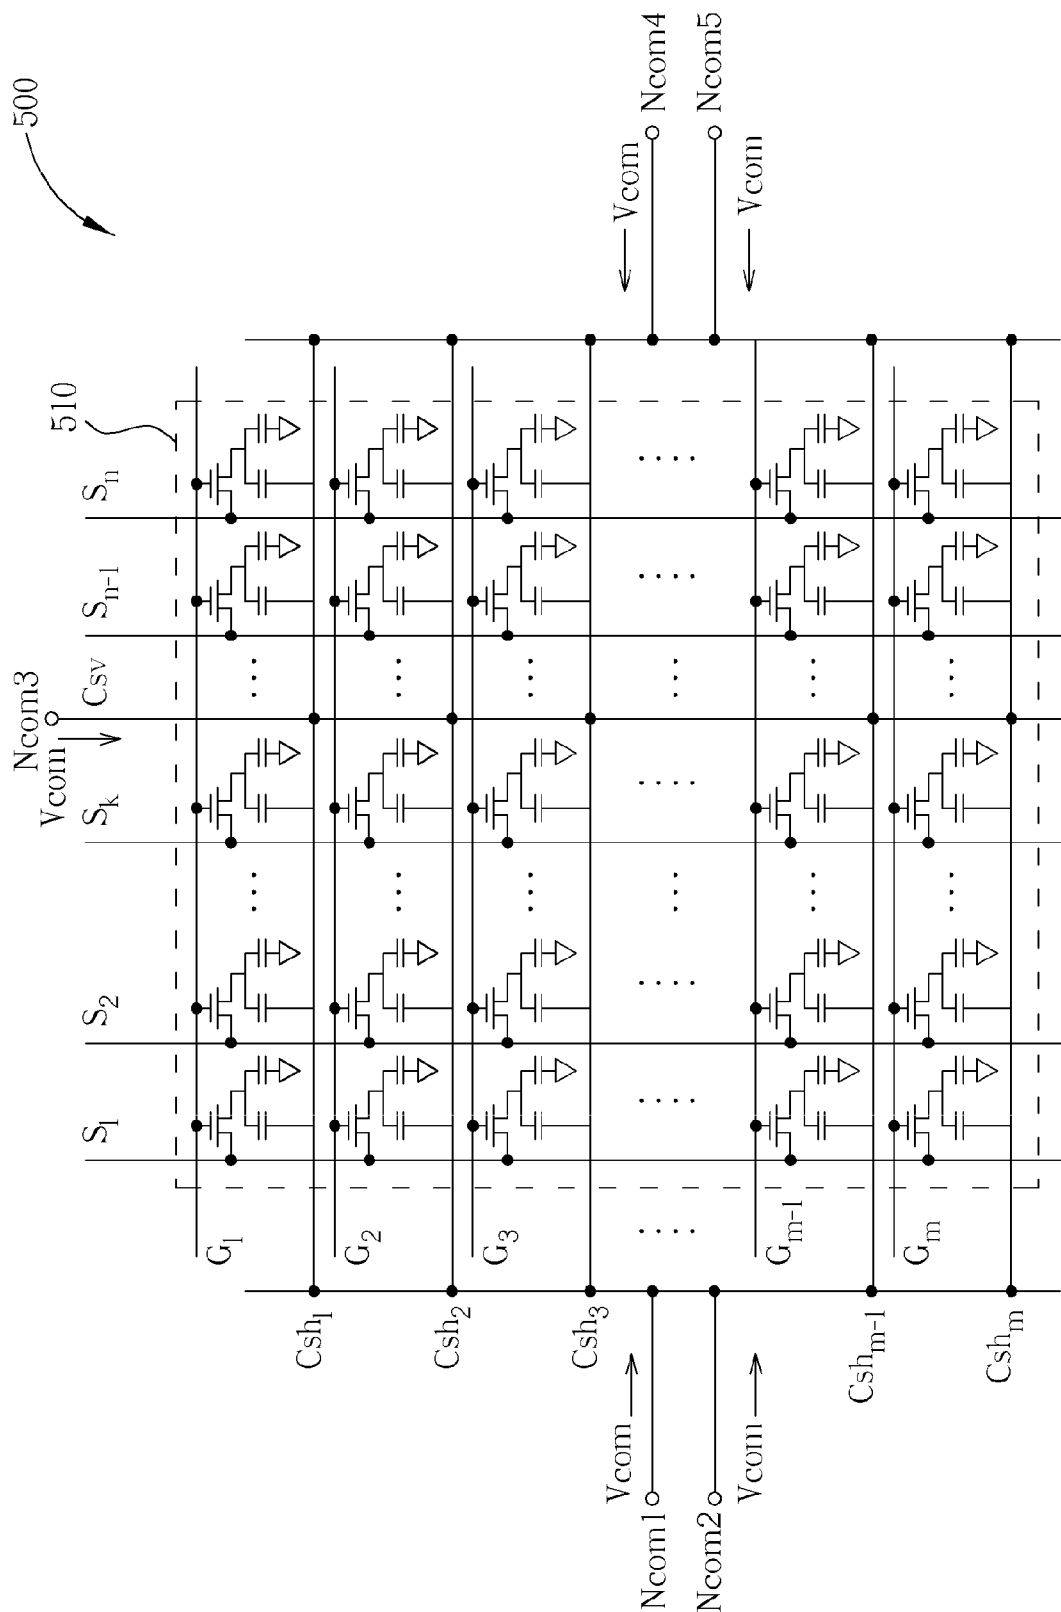 500
510
Ncom3
Vcom
S₁
S₂
Sₖ
Csv
Sₙ₋₁
Sₙ
G₁
G₂
G₃
Gₘ₋₁
Gₘ
Csh₁
Csh₂
Csh₃
Cshₘ₋₁
Cshₘ
Vcom
Ncom1
Ncom2
Vcom
Vcom
Ncom4
Ncom5
Vcom